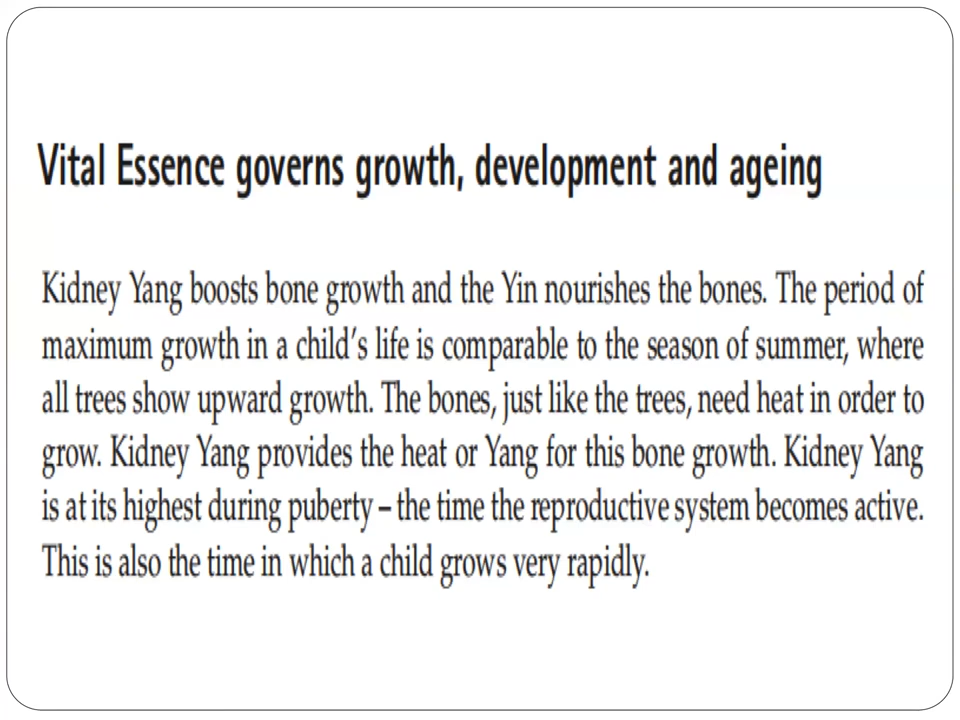 Vital Essence governs growth, development and ageing
Kidney Yang boosts bone growth and the Yin nourishes the bones. The period of
maximum growth in a child's life is comparable to the season of summer, where
all trees show upward growth. The bones, just like the trees, need heat in order to
grow. Kidney Yang provides the heat or Yang for this bone growth. Kidney Yang
is at its highest during puberty – the time the reproductive system becomes active.
This is also the time in which a child grows very rapidly.